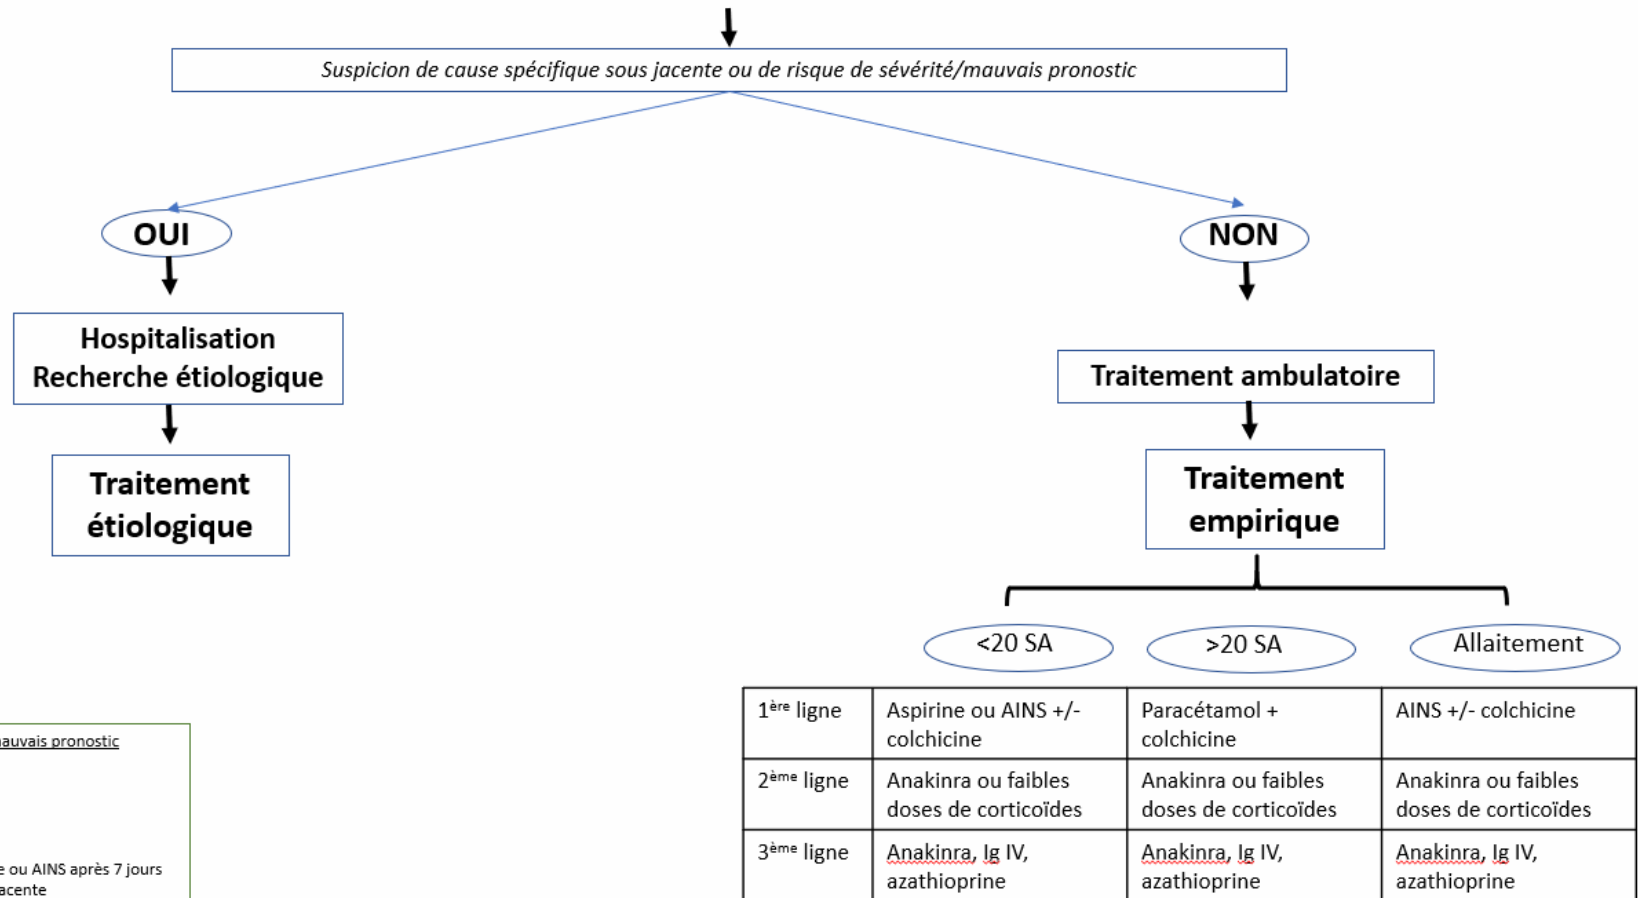 Suspicion de cause spécifique sous jacente ou de risque de sévérité/mauvais pronostic
OUI
NON
Hospitalisation
Recherche étiologique
Traitement ambulatoire
Traitement
étiologique
Traitement
empirique
<20 SA
>20 SA
Allaitement
1ère ligne
Aspirine ou AINS +/-
colchicine
Paracétamol +
colchicine
AINS +/- colchicine
2ème ligne
Anakinra ou faibles
doses de corticoïdes
Anakinra ou faibles
doses de corticoïdes
Anakinra ou faibles
doses de corticoïdes
3ème ligne
Anakinra, Ig IV,
azathioprine
Anakinra, Ig IV,
azathioprine
Anakinra, Ig IV,
azathioprine
mauvais pronostic
ou AINS après 7 jours